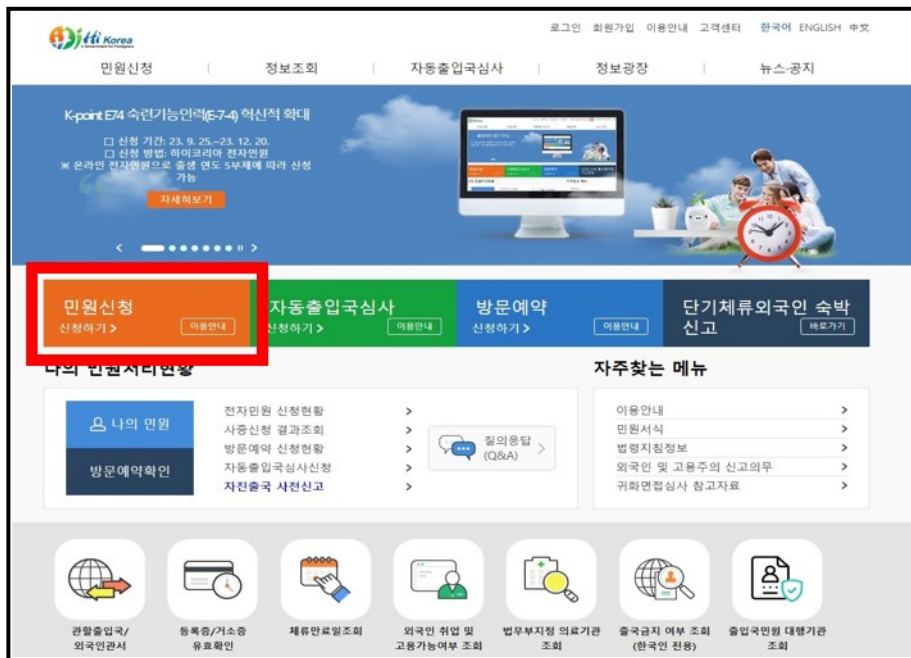 Hi Korea
e-Government for Foreigners
로그인 회원가입 이용안내 고객센터 한국어 ENGLISH 中文
민원신청 정보조회 자동출입국심사 정보광장 뉴스·공지
K-point E74 숙련기능인력(E-7-4) 혁신적 확대
□ 신청 기간: 23. 9. 25.~23. 12. 20.
□ 신청 방법: 하이코리아 전자민원
※ 온라인 전자민원으로 출생 연도 5부제에 따라 신청
가능
자세히보기
민원신청
신청하기 >
이용안내
자동출입국심사
신청하기 >
이용안내
방문예약
신청하기 >
이용안내
단기체류외국인 숙박
신고
바로가기
나의 민원처리현황
나의 민원
방문예약확인
전자민원 신청현황
사증신청 결과조회
방문예약 신청현황
자동출입국심사신청
자진출국 사전신고
질의응답
(Q&A)
자주찾는 메뉴
이용안내
민원서식
법령지침정보
외국인 및 고용주의 신고의무
귀화면접심사 참고자료
관할출입국/
외국인관서
등록증/거소증
유효확인
체류만료일조회
외국인 취업 및
고용가능여부 조회
법무부지정 의료기관
조회
출국금지 여부 조회
(한국인 전용)
출입국민원 대행기관
조회